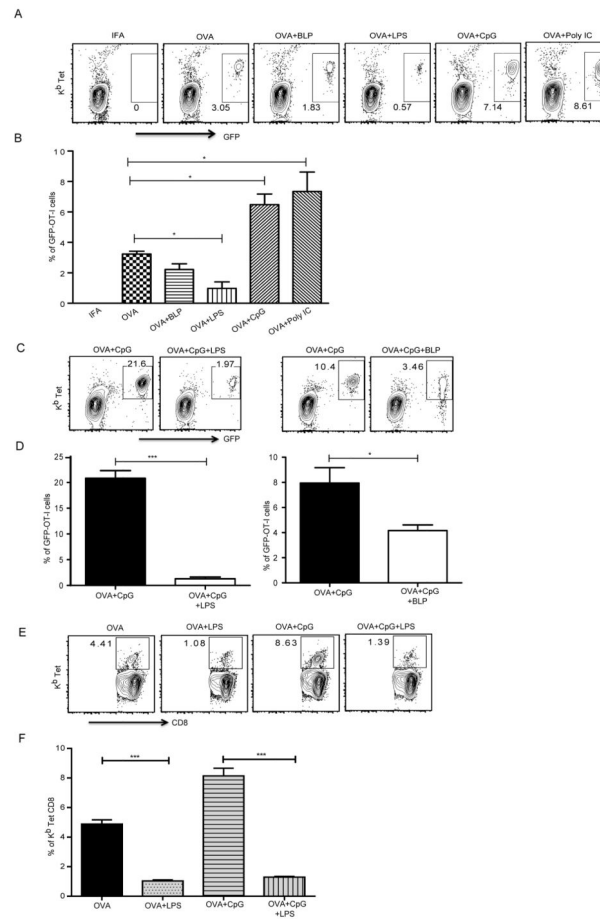 A
IFA OVA OVA+BLP OVA+LPS OVA+CpG OVA+Poly IC
Kb Tet
0 3.05 1.83 0.57 7.14 8.61
GFP
B
% of GFP-OT-I cells
10
8
6
4
2
0
* * *
IFA OVA OVA+BLP OVA+LPS OVA+CpG OVA+Poly IC
C
OVA+CpG OVA+CpG+LPS OVA+CpG OVA+CpG+BLP
21.6 1.97 10.4 3.46
Kb Tet
GFP
D
% of GFP-OT-I cells
25
20
15
10
5
0
***
OVA+CpG OVA+CpG
+LPS
% of GFP-OT-I cells
10
8
6
4
2
0
*
OVA+CpG OVA+CpG
+BLP
E
OVA OVA+LPS OVA+CpG OVA+CpG+LPS
4.41 1.08 8.63 1.39
Kb Tet
CD8
F
% of Kb Tet CD8
10
8
6
4
2
0
*** ***
OVA OVA+LPS OVA+CpG OVA+CpG
+LPS